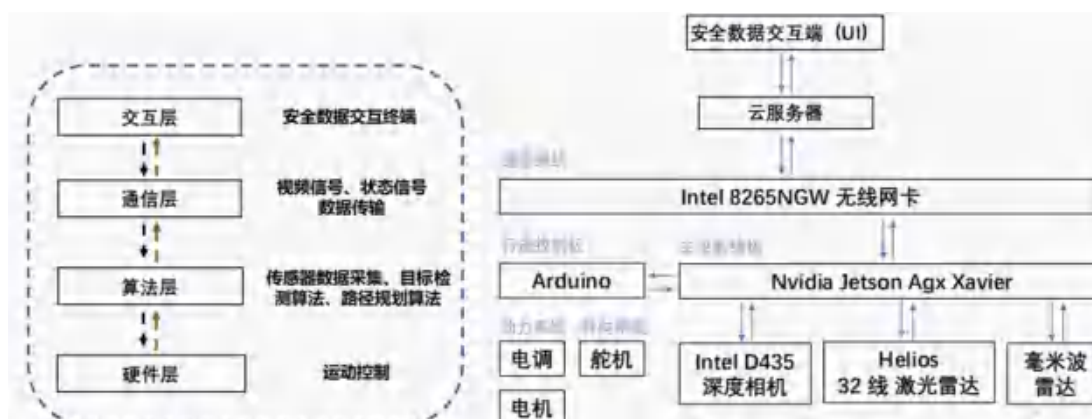 交互层
安全数据交互终端
通信层
视频信号、状态信号
数据传输
算法层
传感器数据采集、目标检
测算法、路径规划算法
硬件层
运动控制
安全数据交互端（UI）
云服务器
Intel 8265NGW 无线网卡
Arduino
Nvidia Jetson Agx Xavier
电调
舵机
电机
Intel D435
深度相机
Helios
32 线 激光雷达
毫米波
雷达